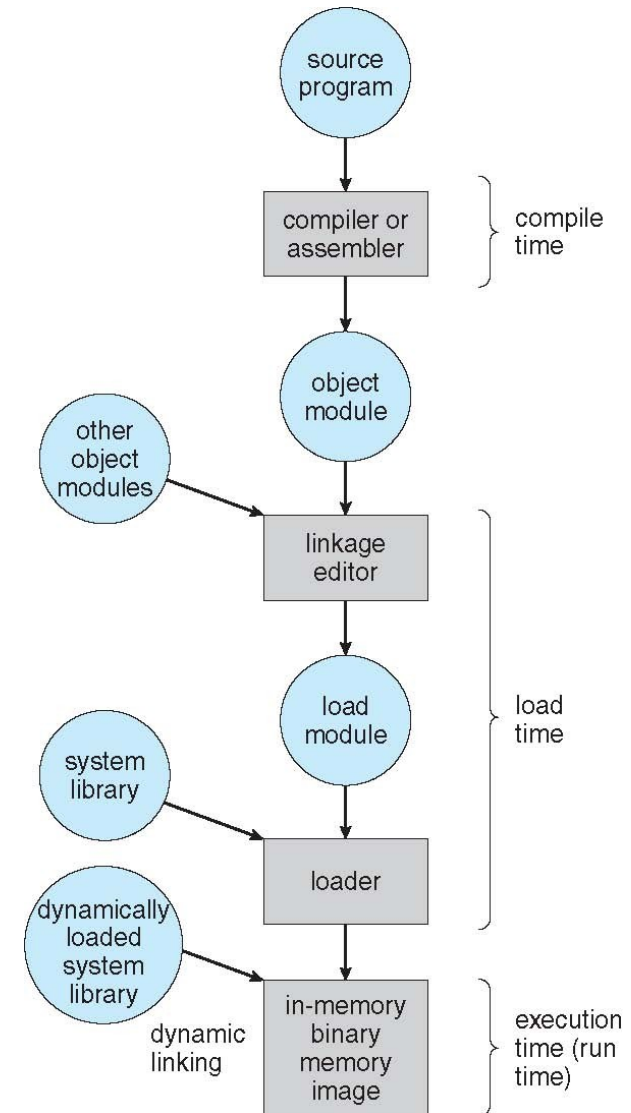 source
program
compiler or
assembler
compile
time
object
module
other
object
modules
linkage
editor
load
module
load
time
system
library
loader
dynamically
loaded
system
library
dynamic
linking
in-memory
binary
memory
image
execution
time (run
time)